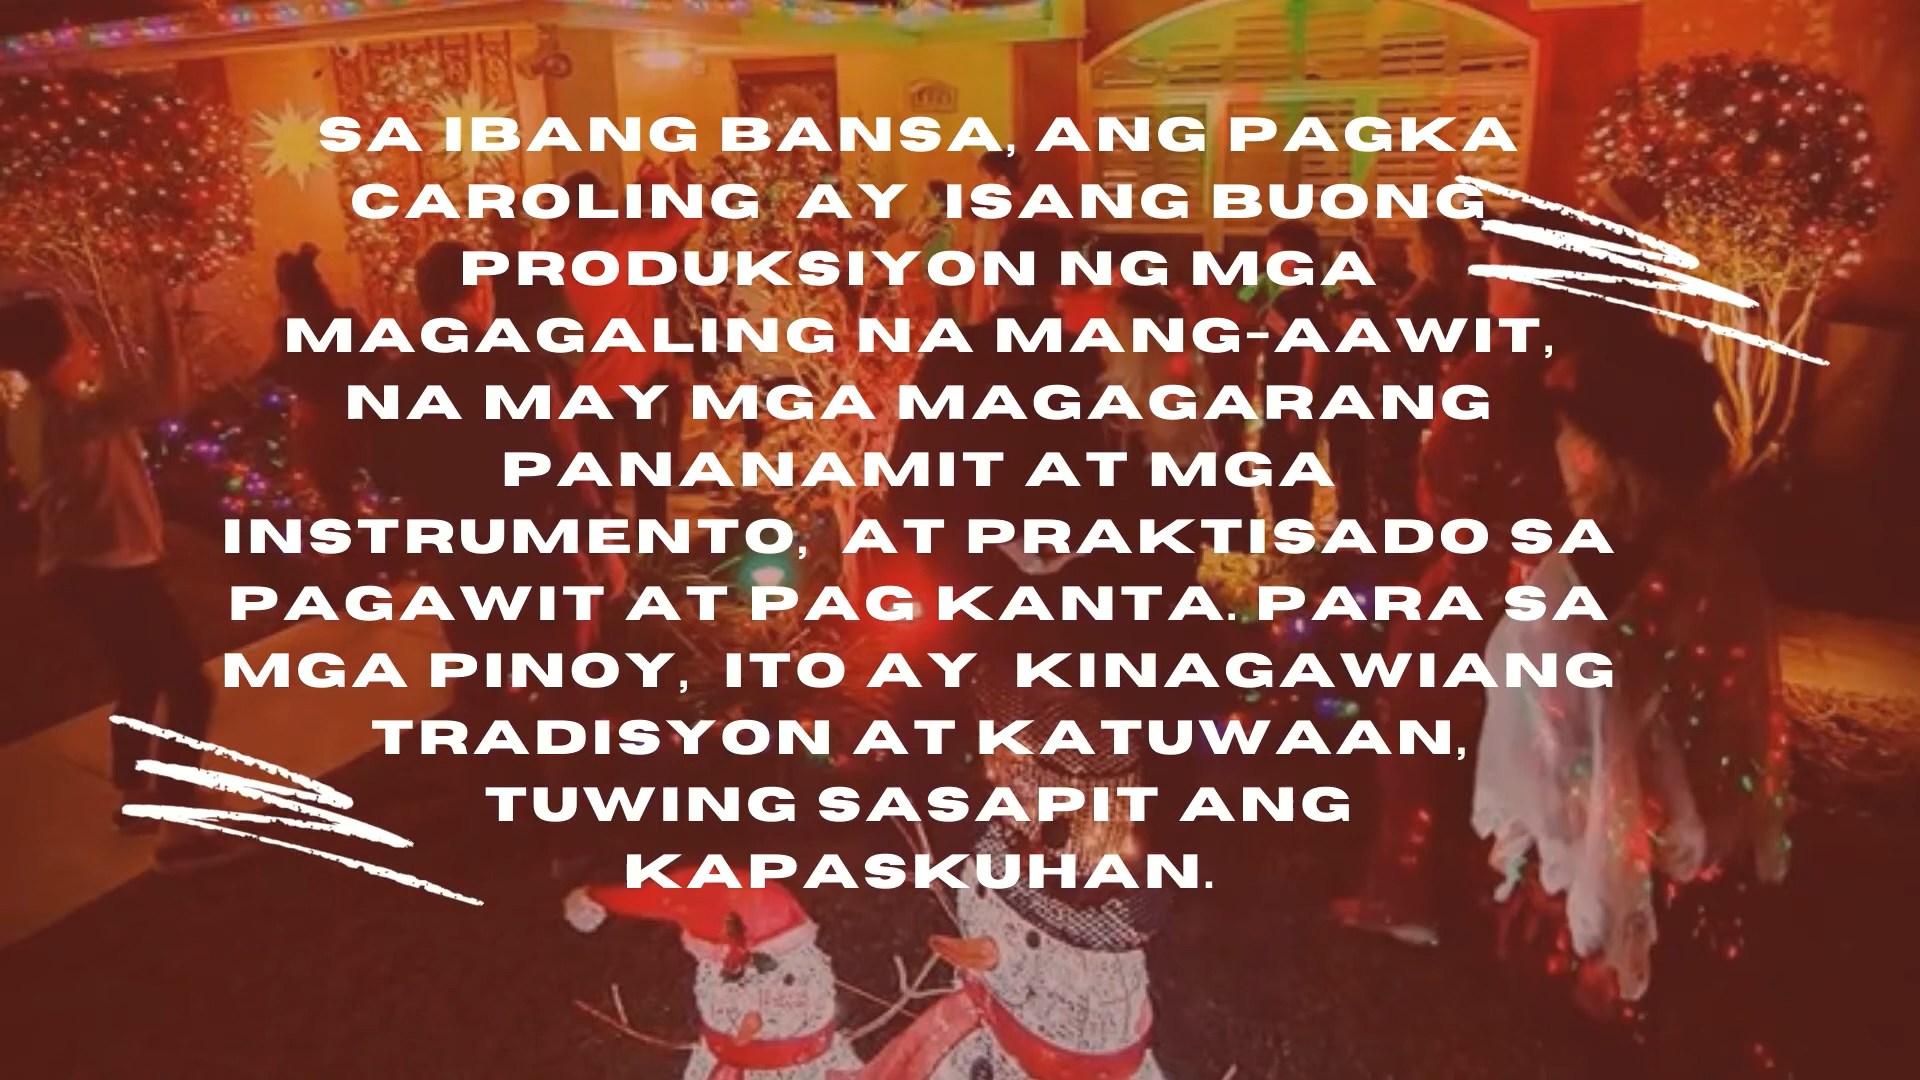 SA IBANG BANSA, ANG PAGKA
CAROLING AY ISANG BUONG
PRODUKSIYON NG MGA
MAGAGALING NA MANG-AAWIT,
NA MAY MGA MAGAGARANG
PANANAMIT AT MGA
INSTRUMENTO, AT PRAKTISADO SA
PAGAWIT AT PAG KANTA. PARA SA
MGA PINOY, ITO AY KINAGAWIANG
TRADISYON AT KATUWAAN,
TUWING SASAPIT ANG
KAPASKUHAN.